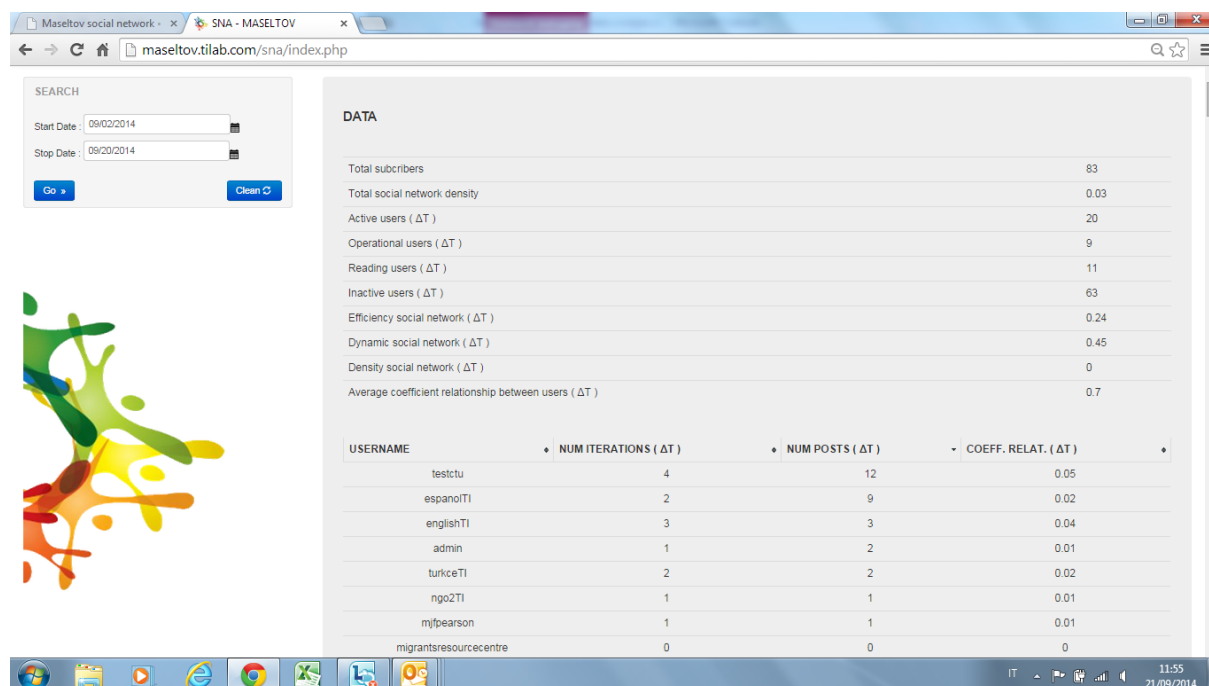 Maseltov social network -
SNA - MASELTOV
maseltov.tilab.com/sna/index.php
SEARCH
Start Date : 09/02/2014
Stop Date : 09/20/2014
Go »
Clean
DATA
Total subcribers 83
Total social network density 0.03
Active users ( ΔT ) 20
Operational users ( ΔT ) 9
Reading users ( ΔT ) 11
Inactive users ( ΔT ) 63
Efficiency social network ( ΔT ) 0.24
Dynamic social network ( ΔT ) 0.45
Density social network ( ΔT ) 0
Average coefficient relationship between users ( ΔT ) 0.7
USERNAME NUM ITERATIONS ( ΔT ) NUM POSTS ( ΔT ) COEFF. RELAT. ( ΔT )
testctu 4 12 0.05
espanolTI 2 9 0.02
englishTI 3 3 0.04
admin 1 2 0.01
turkceTI 2 2 0.02
ngo2TI 1 1 0.01
mjfpearson 1 1 0.01
migrantsresourcecentre 0 0 0
IT
11:55
21/09/2014